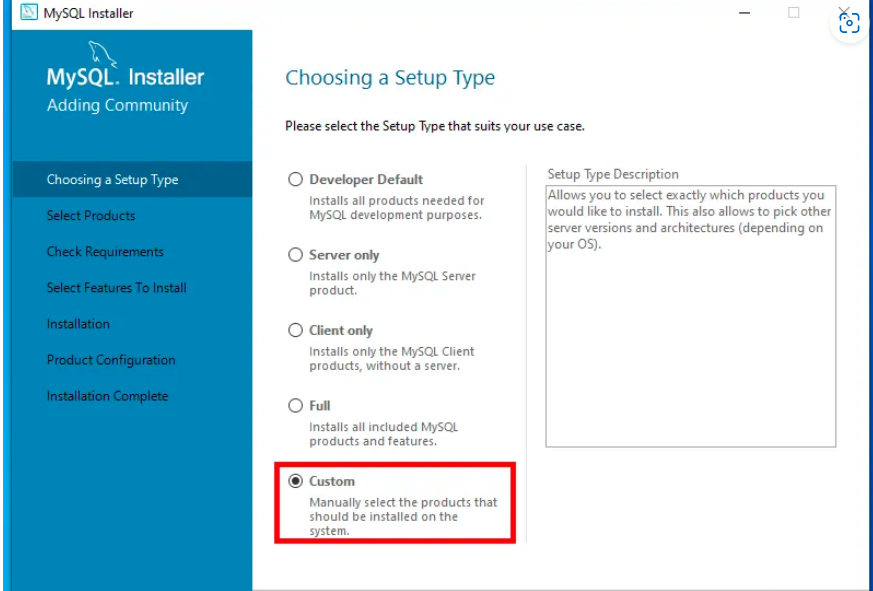 MySQL Installer
MySQL. Installer
Adding Community
Choosing a Setup Type
Select Products
Check Requirements
Select Features To Install
Installation
Product Configuration
Installation Complete
Choosing a Setup Type
Please select the Setup Type that suits your use case.
Developer Default
Installs all products needed for
MySQL development purposes.
Server only
Installs only the MySQL Server
product.
Client only
Installs only the MySQL Client
products, without a server.
Full
Installs all included MySQL
products and features.
Custom
Manually select the products that
should be installed on the
system.
Setup Type Description
Allows you to select exactly which products you
would like to install. This also allows to pick other
server versions and architectures (depending on
your OS).